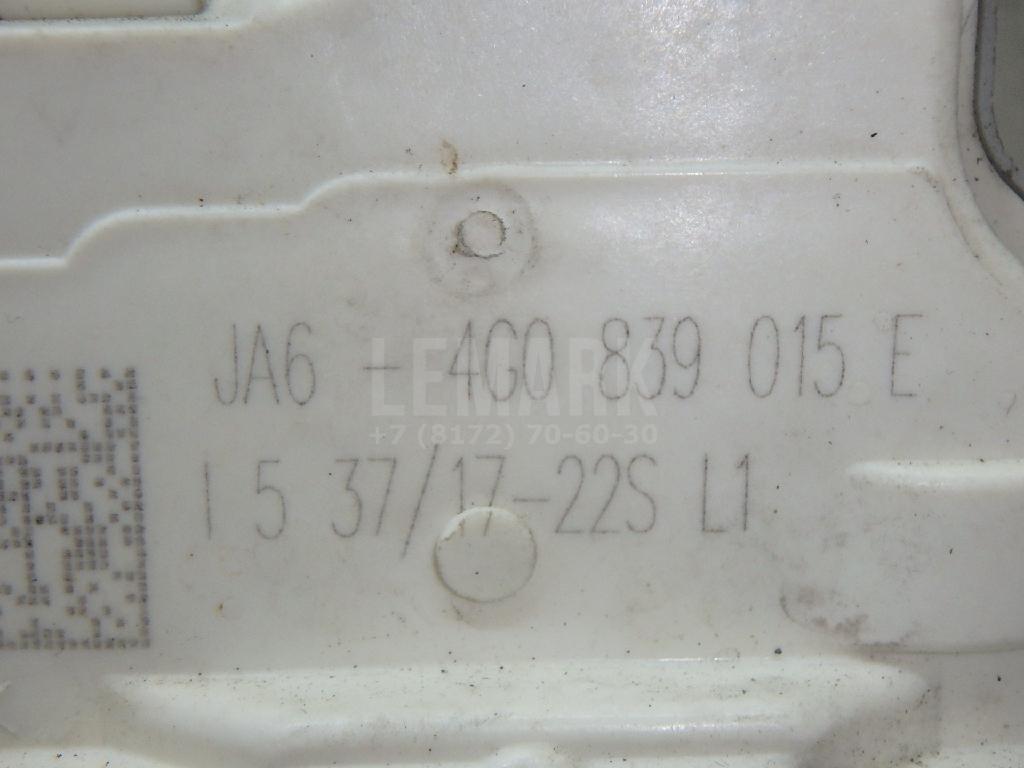 JA6 - 4G0 839 015 E
LEMARK
+7 (8172) 70-60-30
I 5 37/17-22S L1